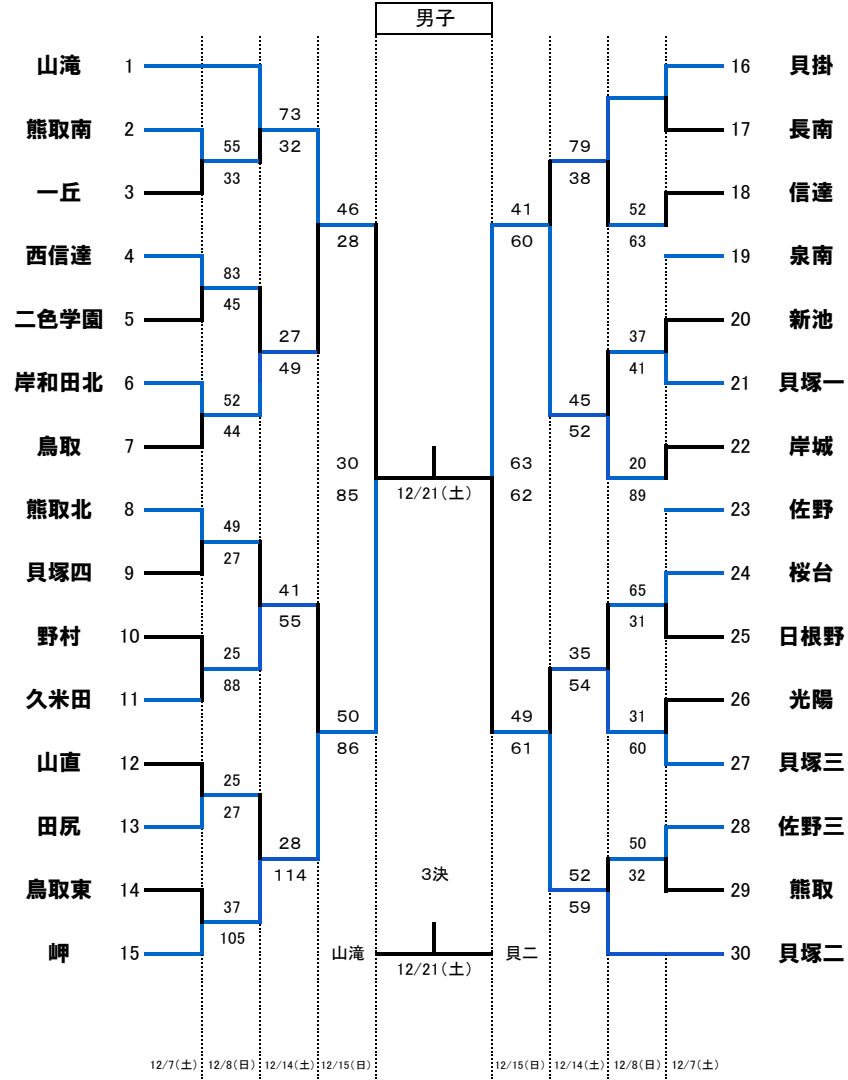 男子
山滝 1
熊取南 2
一丘 3
西信達 4
二色学園 5
岸和田北 6
鳥取 7
熊取北 8
貝塚四 9
野村 10
久米田 11
山直 12
田尻 13
鳥取東 14
岬 15
55
33
83
45
52
44
49
27
25
88
25
27
37
105
73
32
27
49
41
55
28
114
46
28
50
86
30
85
12/21(土)
63
62
41
60
49
61
79
38
45
52
35
54
52
59
52
63
37
41
20
89
65
31
31
60
50
32
16 貝掛
17 長南
18 信達
19 泉南
20 新池
21 貝塚一
22 岸城
23 佐野
24 桜台
25 日根野
26 光陽
27 貝塚三
28 佐野三
29 熊取
30 貝塚二
3決
山滝
貝二
12/21(土)
12/7(土) 12/8(日) 12/14(土) 12/15(日) 12/15(日) 12/14(土) 12/8(日) 12/7(土)